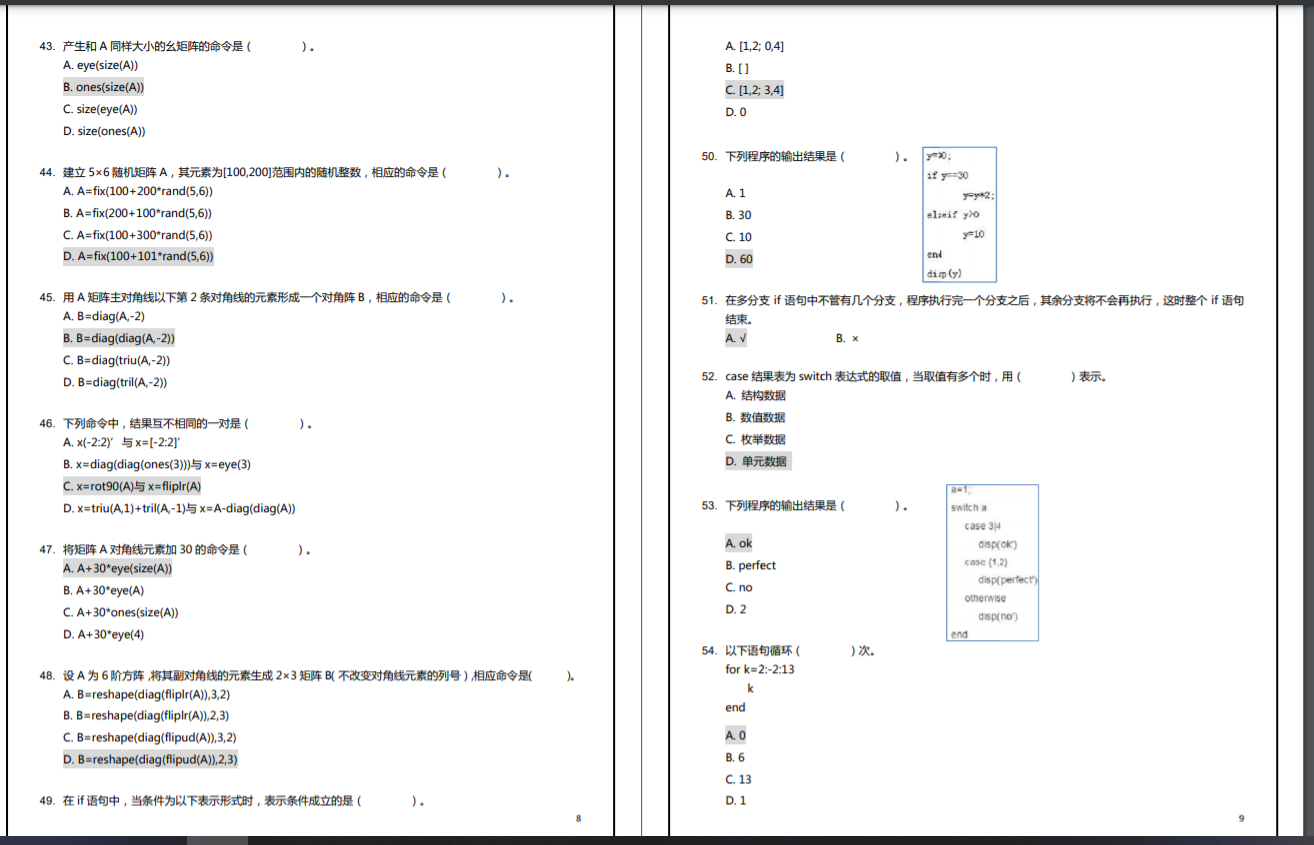 43. 产生和 A 同样大小的幺矩阵的命令是 (            ) 。
A. eye(size(A))
B. ones(size(A))
C. size(eye(A))
D. size(ones(A))
44. 建立 5×6 随机矩阵 A，其元素为[100,200]范围内的随机整数，相应的命令是 (            ) 。
A. A=fix(100+200*rand(5,6))
B. A=fix(200+100*rand(5,6))
C. A=fix(100+300*rand(5,6))
D. A=fix(100+101*rand(5,6))
45. 用 A 矩阵主对角线以下第 2 条对角线的元素形成一个对角阵 B，相应的命令是 (            ) 。
A. B=diag(A,-2)
B. B=diag(diag(A,-2))
C. B=diag(triu(A,-2))
D. B=diag(tril(A,-2))
46. 下列命令中，结果互不相同的一对是 (            ) 。
A. x(-2:2)′ 与 x=[-2:2]′
B. x=diag(diag(ones(3)))与 x=eye(3)
C. x=rot90(A)与 x=fliplr(A)
D. x=triu(A,1)+tril(A,-1)与 x=A-diag(diag(A))
47. 将矩阵 A 对角线元素加 30 的命令是 (            ) 。
A. A+30*eye(size(A))
B. A+30*eye(A)
C. A+30*ones(size(A))
D. A+30*eye(4)
48. 设 A 为 6 阶方阵 ,将其副对角线的元素生成 2×3 矩阵 B( 不改变对角线元素的列号 ) ,相应命令是(        )。
A. B=reshape(diag(fliplr(A)),3,2)
B. B=reshape(diag(fliplr(A)),2,3)
C. B=reshape(diag(flipud(A)),3,2)
D. B=reshape(diag(flipud(A)),2,3)
49. 在 if 语句中，当条件为以下表示形式时，表示条件成立的是 (            ) 。
8
A. [1,2; 0,4]
B. [ ]
C. [1,2; 3,4]
D. 0
50. 下列程序的输出结果是 (            ) 。
A. 1
B. 30
C. 10
D. 60
y=30;
if y==30
y=y*2;
elseif y>0
y=10
end
disp(y)
51. 在多分支 if 语句中不管有几个分支，程序执行完一个分支之后，其余分支将不会再执行，这时整个 if 语句
结束。
A. √ B. ×
52. case 结果表为 switch 表达式的取值，当取值有多个时，用 (            ) 表示。
A. 结构数据
B. 数值数据
C. 枚举数据
D. 单元数据
53. 下列程序的输出结果是 (            ) 。
A. ok
B. perfect
C. no
D. 2
a=1;
switch a
case 3|4
disp('ok')
case {1,2}
disp('perfect')
otherwise
disp('no')
end
54. 以下语句循环 (            ) 次。
for k=2:-2:13
k
end
A. 0
B. 6
C. 13
D. 1
9